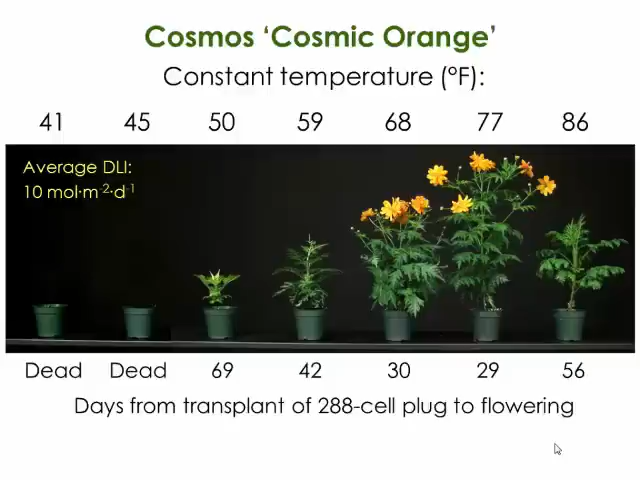 Cosmos ‘Cosmic Orange’
Constant temperature (°F):
41 45 50 59 68 77 86
Average DLI:
10 mol·m-2·d-1
Dead Dead 69 42 30 29 56
Days from transplant of 288-cell plug to flowering